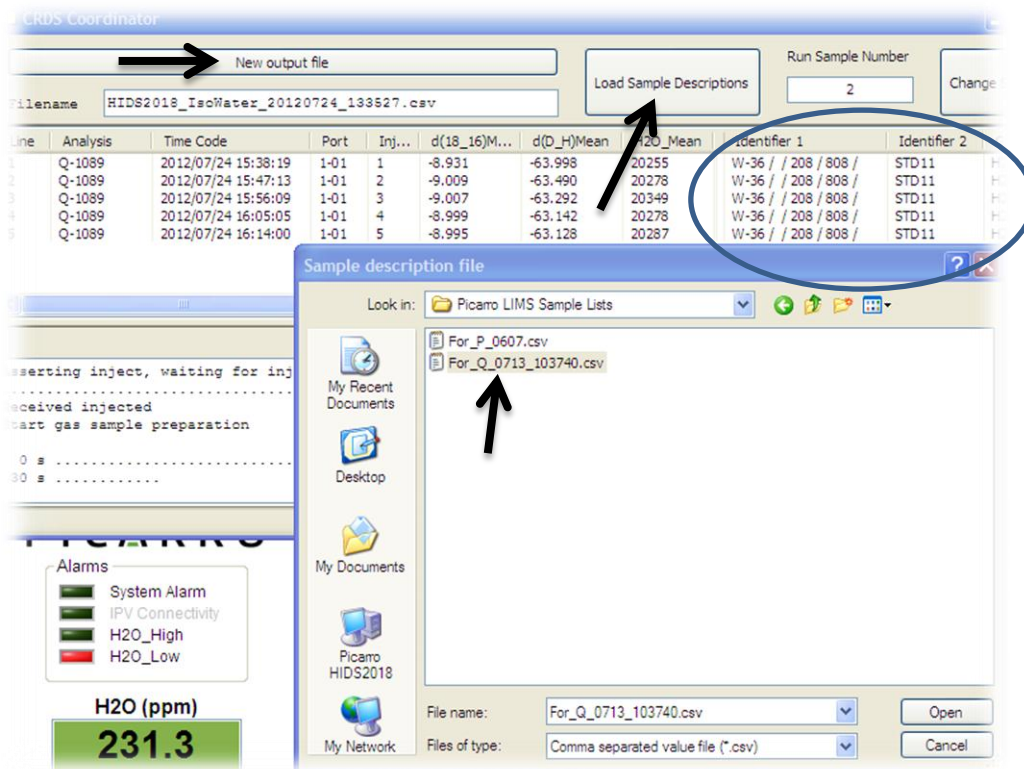 CRDS Coordinator
New output file
Load Sample Descriptions
Run Sample Number
2
Change
Filename HIDS2018_IsoWater_20120724_133527.csv
Line Analysis Time Code Port Inj... d(18_16)M... d(D_H)Mean H2O_Mean Identifier 1 Identifier 2
1 Q-1089 2012/07/24 15:38:19 1-01 1 -8.931 -63.998 20255 W-36 / / 208 / 808 / STD11
2 Q-1089 2012/07/24 15:47:13 1-01 2 -9.009 -63.490 20278 W-36 / / 208 / 808 / STD11
3 Q-1089 2012/07/24 15:56:09 1-01 3 -9.007 -63.292 20349 W-36 / / 208 / 808 / STD11
4 Q-1089 2012/07/24 16:05:05 1-01 4 -8.999 -63.142 20278 W-36 / / 208 / 808 / STD11
5 Q-1089 2012/07/24 16:14:00 1-01 5 -8.995 -63.128 20287 W-36 / / 208 / 808 / STD11
Sample description file
Look in: Picarro LIMS Sample Lists
For_P_0607.csv
For_Q_0713_103740.csv
My Recent
Documents
Desktop
My Documents
Picarro
HIDS2018
My Network
File name: For_Q_0713_103740.csv Open
Files of type: Comma separated value file (*.csv) Cancel
inject, waiting for inj
injected
gas sample preparation
0 s ..............................
30 s ............
PICARRO
Alarms
System Alarm
IPV Connectivity
H2O_High
H2O_Low
H2O (ppm)
231.3